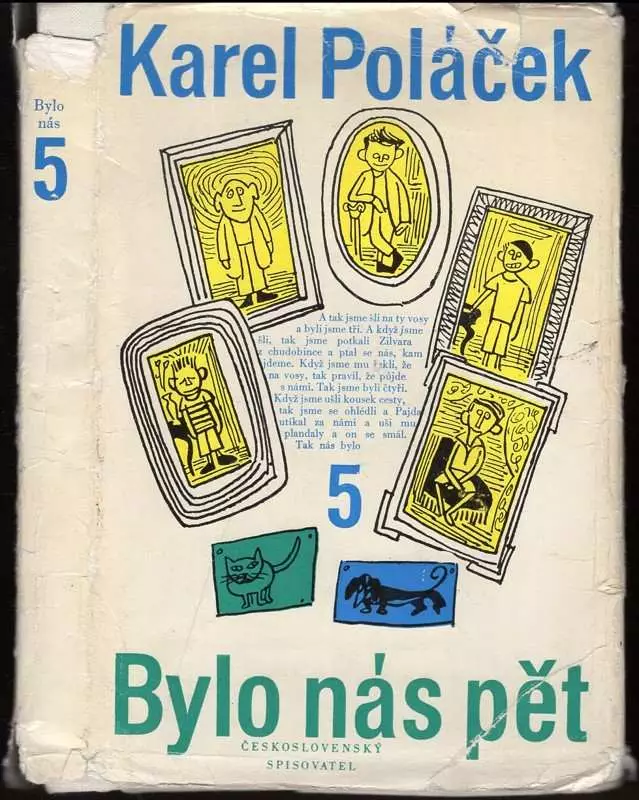 Karel Poláček
Bylo
nás
5
A tak jsme šli na ty vosy
a byli jsme tři. A když jsme
šli, tak jsme potkali Zilvara
z chudobince a ptal se nás, kam
jdeme. Když jsme mu řekli, že
na vosy, tak pravil, že půjde
s námi. Tak jsme byli čtyři.
Když jsme ušli kousek cesty,
tak jsme se ohlédli a Pajda
utíkal za námi a uši mu
plandaly a on se smál.
Tak nás bylo
5
Bylo nás pět
ČESKOSLOVENSKÝ
SPISOVATEL